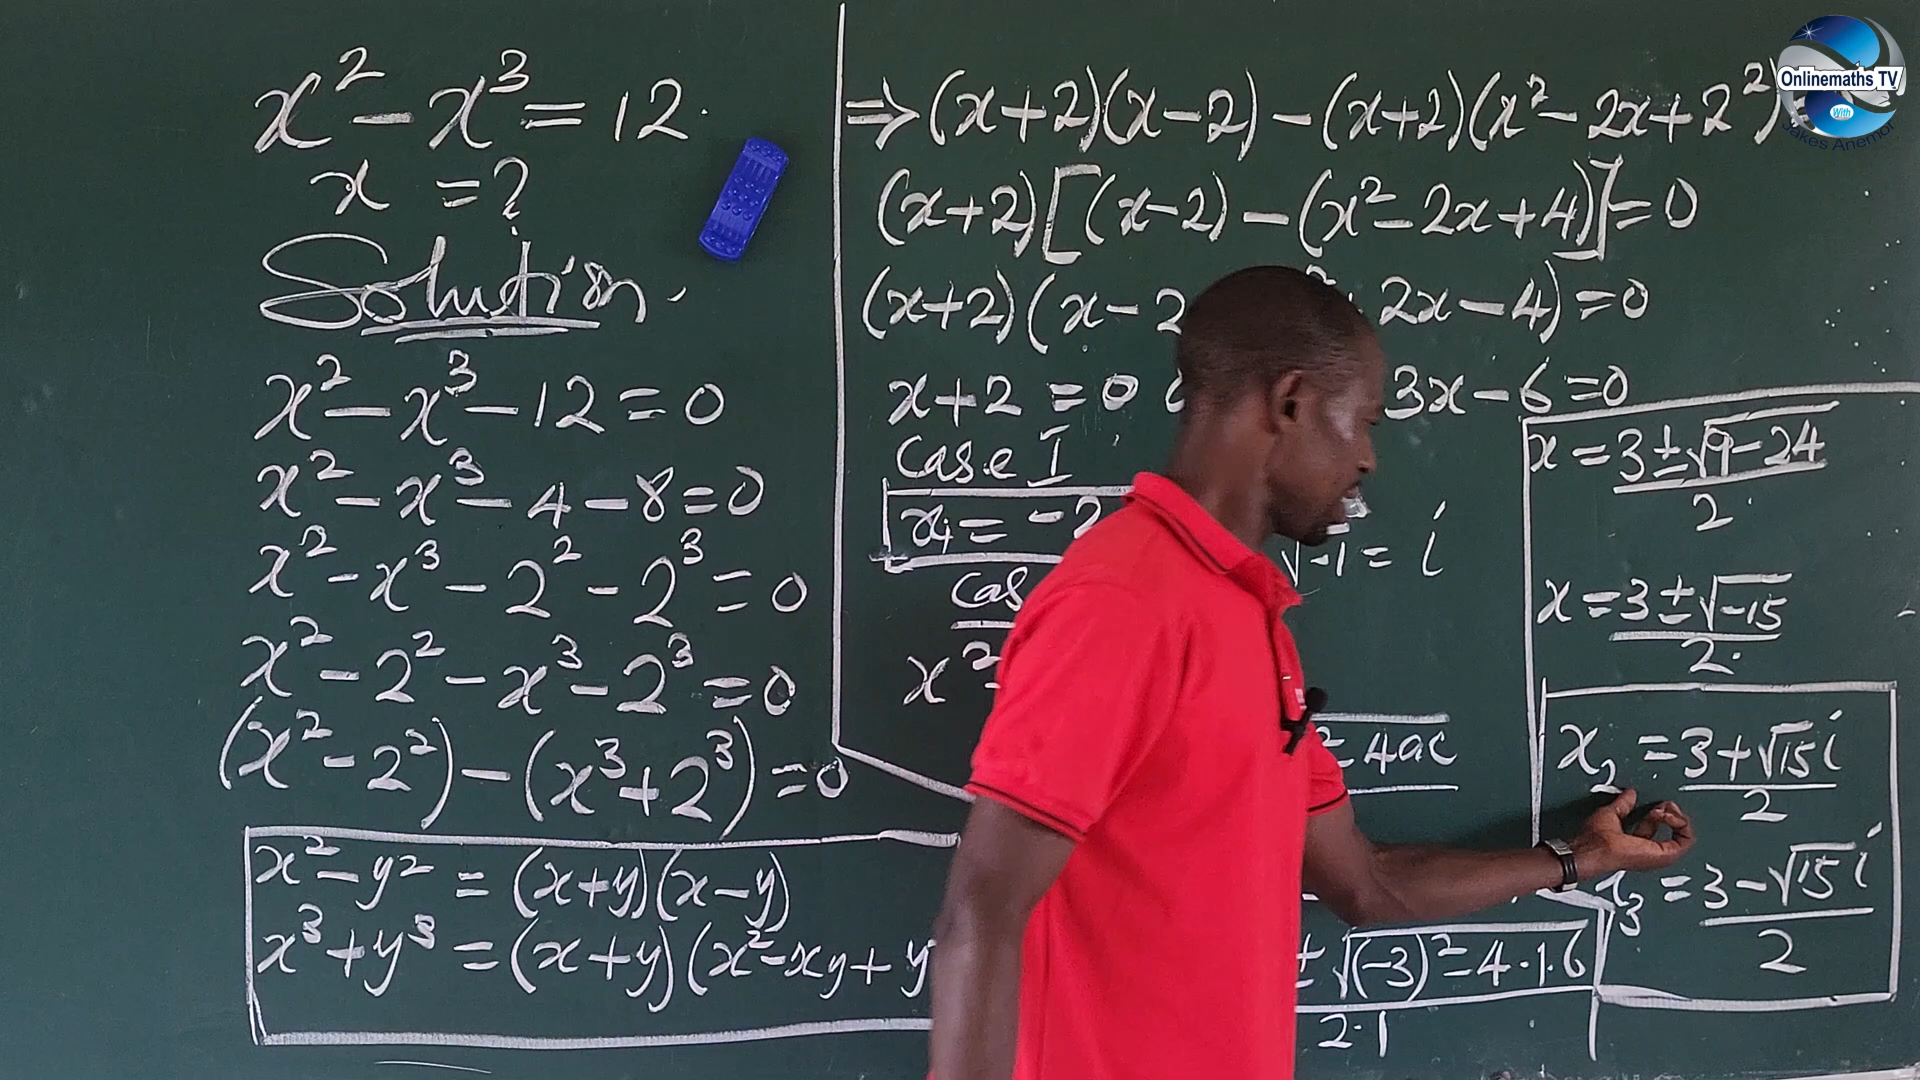 x² - x³ = 12.
x = ?
Solution.
x² - x³ - 12 = 0
x² - x³ - 4 - 8 = 0
x² - x³ - 2² - 2³ = 0
x² - 2² - x³ - 2³ = 0
(x² - 2²) - (x³ + 2³) = 0
x² - y² = (x+y)(x-y)
x³ + y³ = (x+y)(x² - xy + y
⇒ (x+2)(x-2) - (x+2)(x² - 2x + 2²)
(x+2)[(x-2) - (x² - 2x + 4)] = 0
(x+2)(x - 2 2x - 4) = 0
x + 2 = 0 3x - 6 = 0
Case I
x₁ = -2
√-1 = i
x²
- 4ac
± √(-3)² - 4·1·6
2·1
x = 3 ± √9 - 24
2
x = 3 ± √-15
2
x₂ = 3 + √15 i
2
x₃ = 3 - √15 i
2
Onlinemaths TV
With
Jakes Anemor